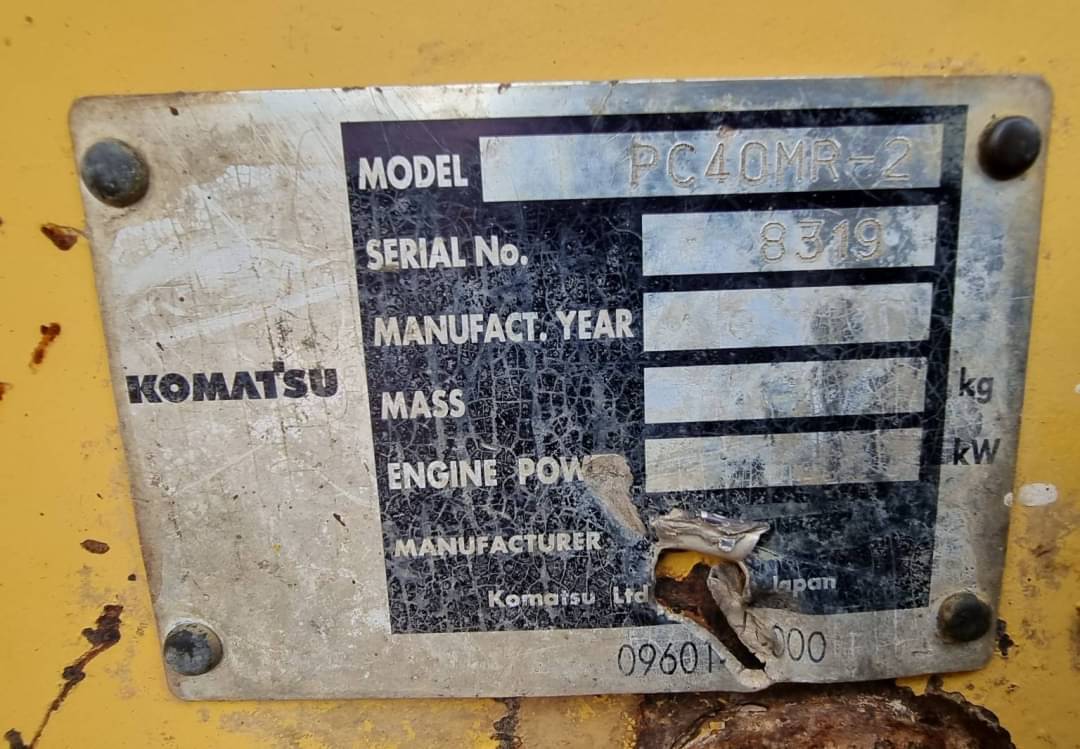 MODEL PC40MR-2
SERIAL No. 8319
MANUFACT. YEAR
KOMATSU
MASS kg
ENGINE POW kW
MANUFACTURER
Komatsu Ltd Japan
09601 000